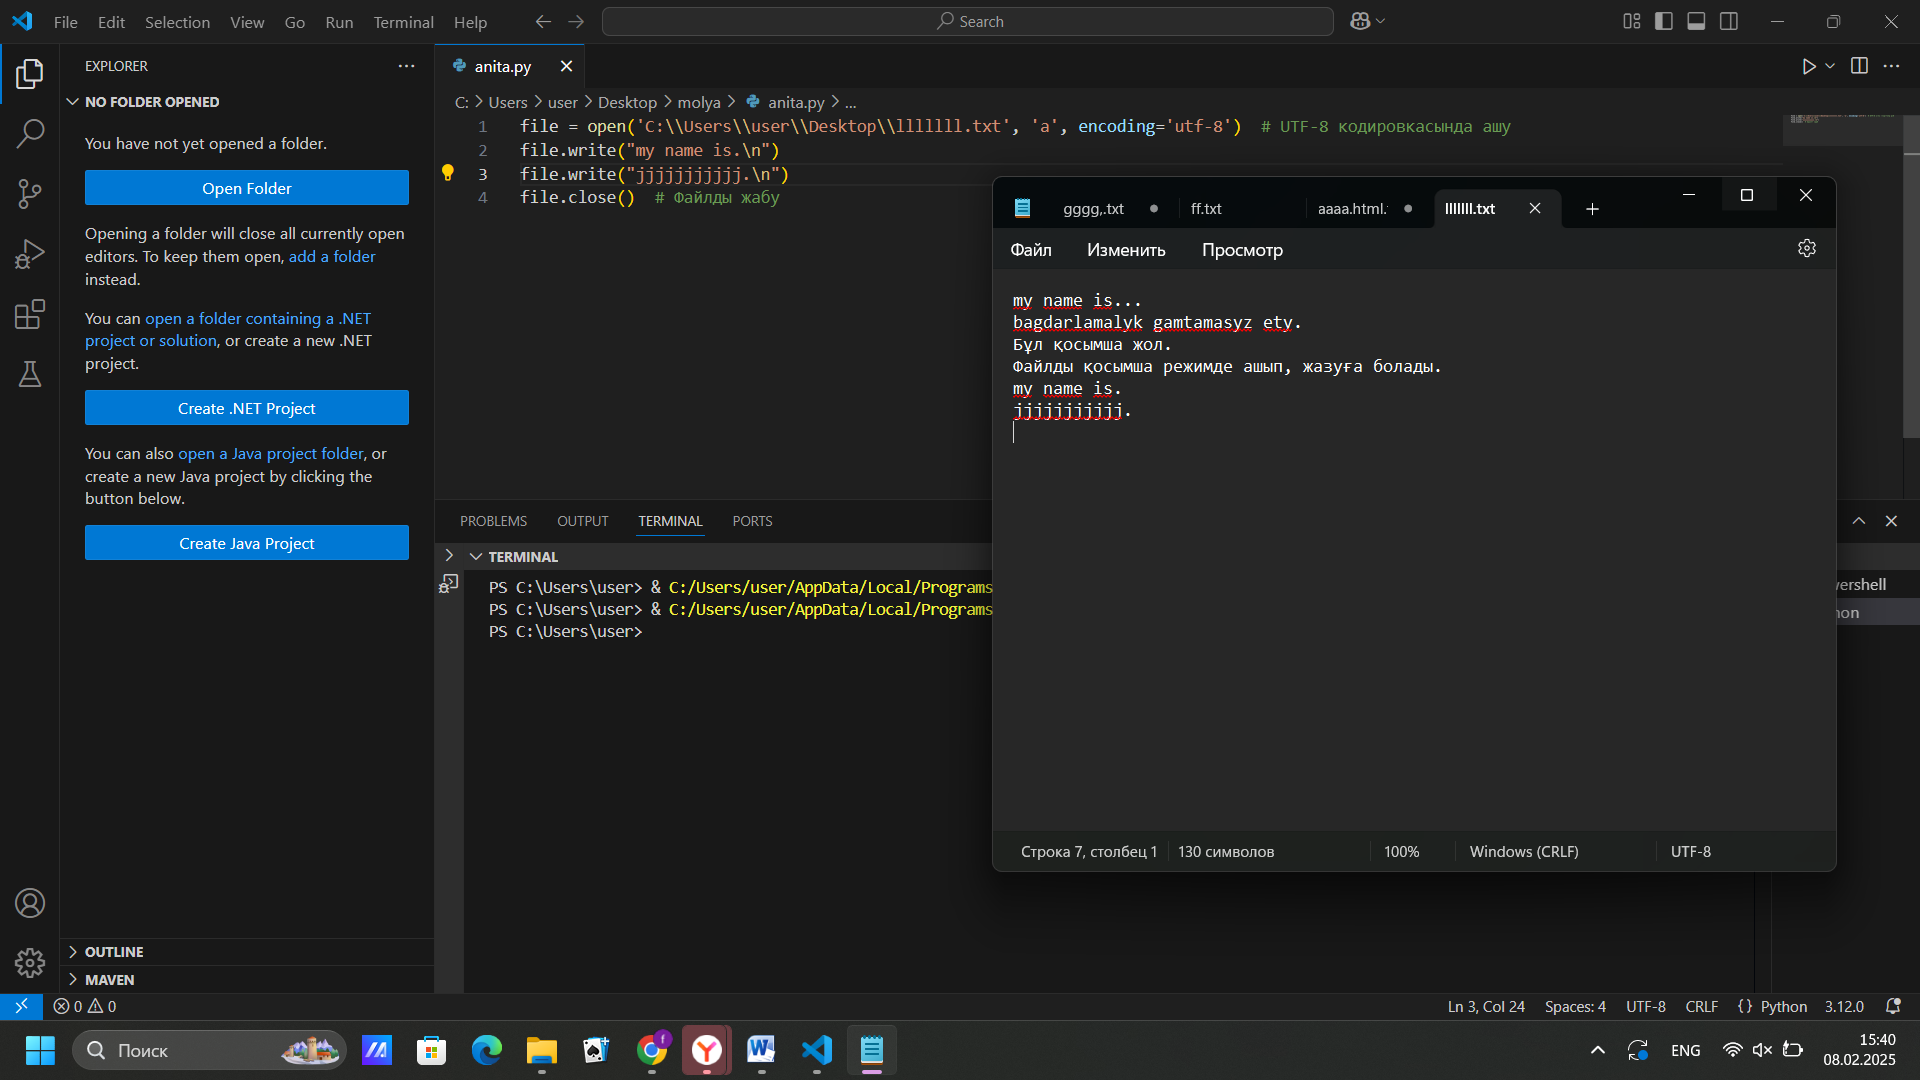 File Edit Selection View Go Run Terminal Help
Search
EXPLORER
NO FOLDER OPENED
You have not yet opened a folder.
Open Folder
Opening a folder will close all currently open
editors. To keep them open, add a folder
instead.
You can open a folder containing a .NET
project or solution, or create a new .NET
project.
Create .NET Project
You can also open a Java project folder, or
create a new Java project by clicking the
button below.
Create Java Project
OUTLINE
MAVEN
anita.py
C: > Users > user > Desktop > molya > anita.py > ...
1 file = open('C:\\Users\\user\\Desktop\\lllllll.txt', 'a', encoding='utf-8')  # UTF-8 кодировкасында ашу
2 file.write("my name is.\n")
3 file.write("jjjjjjjjjjj.\n")
4 file.close()  # Файлды жабу
PROBLEMS OUTPUT TERMINAL PORTS
TERMINAL
PS C:\Users\user> & C:/Users/user/AppData/Local/Programs
PS C:\Users\user> & C:/Users/user/AppData/Local/Programs
PS C:\Users\user>
gggg,.txt ff.txt aaaa.html. lllllll.txt
Файл Изменить Просмотр
my name is...
bagdarlamalyk gamtamasyz ety.
Бұл қосымша жол.
Файлды қосымша режимде ашып, жазуға болады.
my name is.
jjjjjjjjjjj.
Строка 7, столбец 1 130 символов 100% Windows (CRLF) UTF-8
0 0
Ln 3, Col 24 Spaces: 4 UTF-8 CRLF {} Python 3.12.0
Поиск
ENG
15:40
08.02.2025